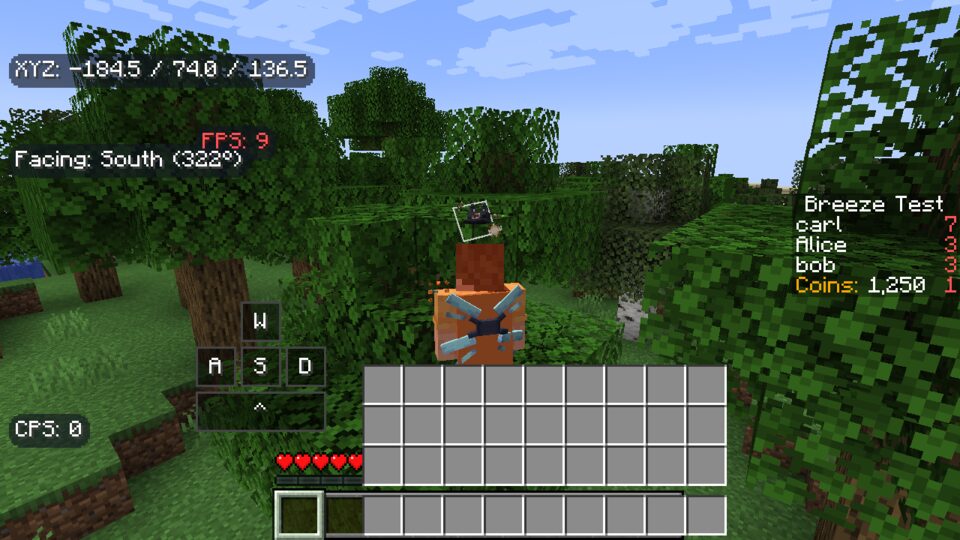 XYZ: -184.5 / 74.0 / 136.5
FPS: 9
Facing: South (322°)
Breeze Test
carl 7
Alice 3
bob 3
Coins: 1,250 1
W
A S D
^
CPS: 0